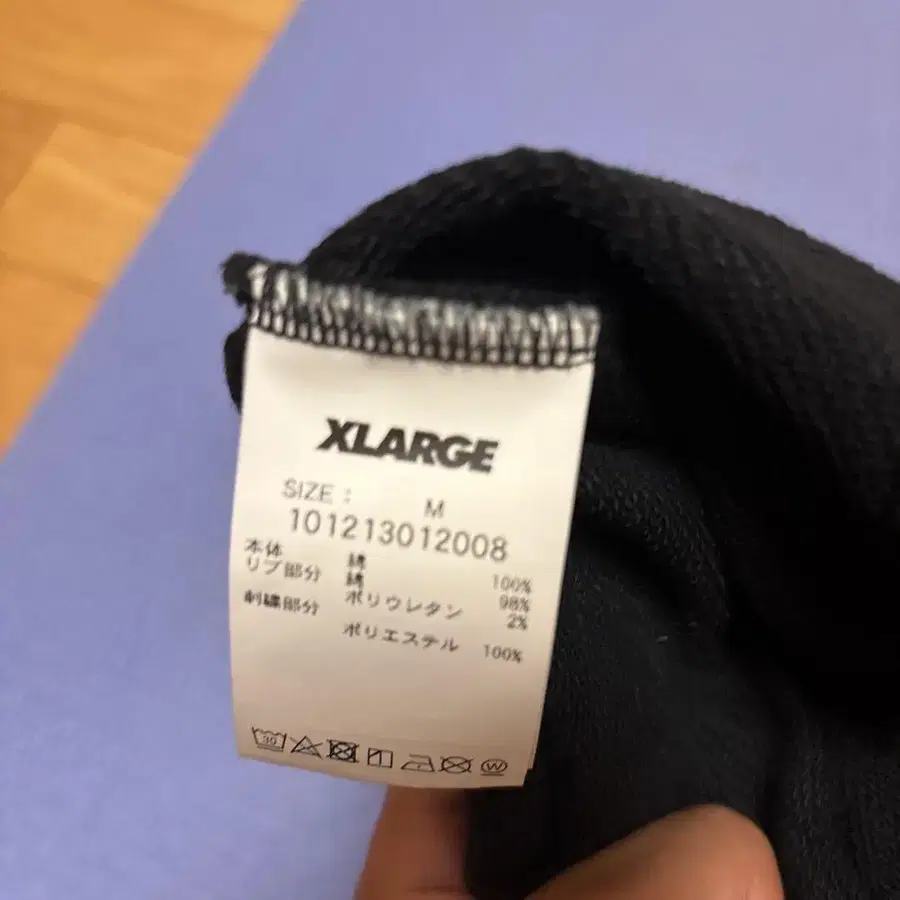 XLARGE
SIZE : M
101213012008
本体 綿 100%
リブ部分 綿 98%
ポリウレタン 2%
刺繍部分 ポリエステル 100%
30
W